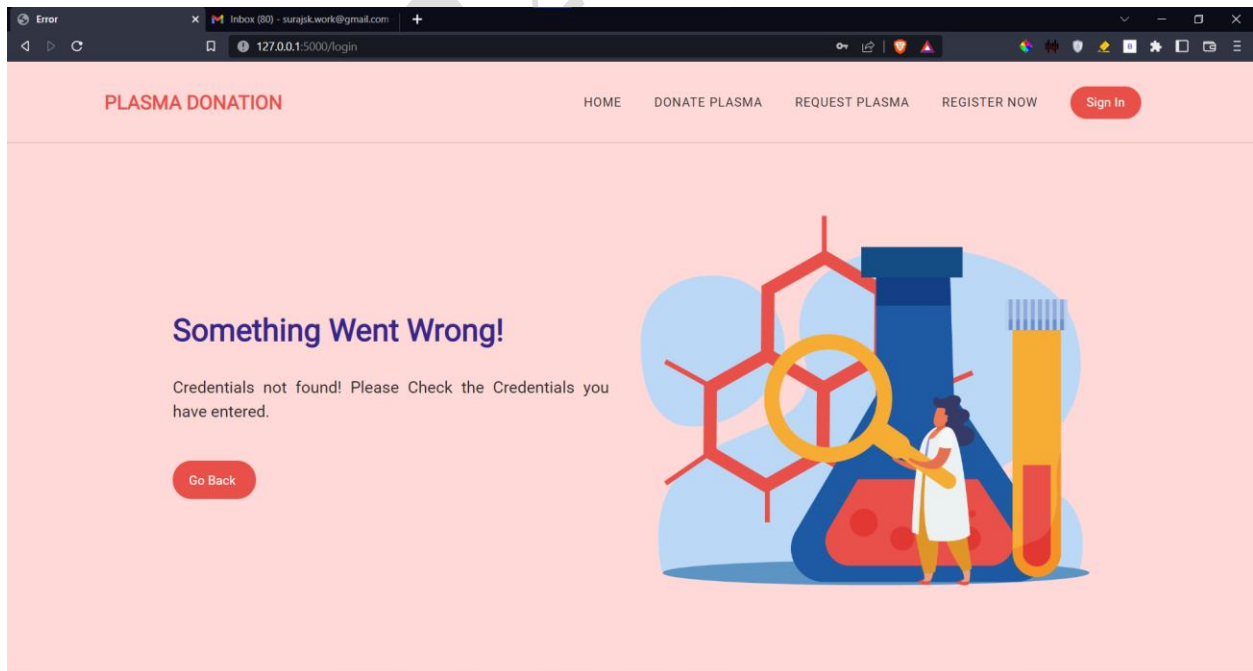 Error
Inbox (80) - surajsk.work@gmail.com
127.0.0.1:5000/login
PLASMA DONATION
HOME DONATE PLASMA REQUEST PLASMA REGISTER NOW Sign In
Something Went Wrong!
Credentials not found! Please Check the Credentials you
have entered.
Go Back